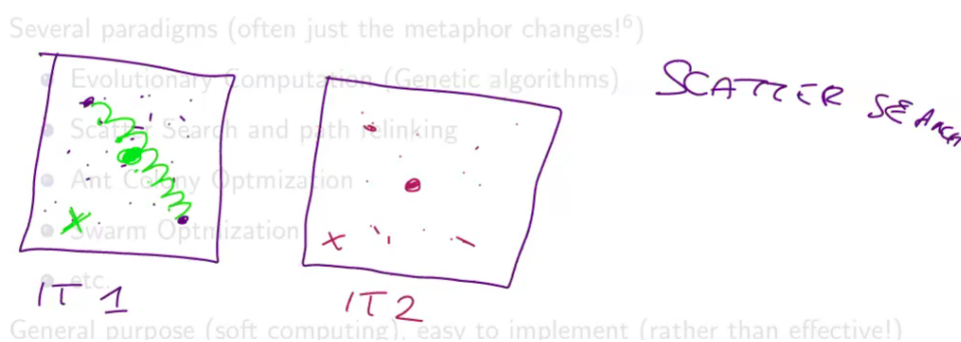 Several paradigms (often just the metaphor changes!⁶)
• Evolutionary Computation (Genetic algorithms)
SCATTER SEARCH
• Scatter Search and path relinking
• Ant Colony Optmization
• Swarm Optmization
• etc.
IT 1
IT 2
General purpose (soft computing), easy to implement (rather than effective!)